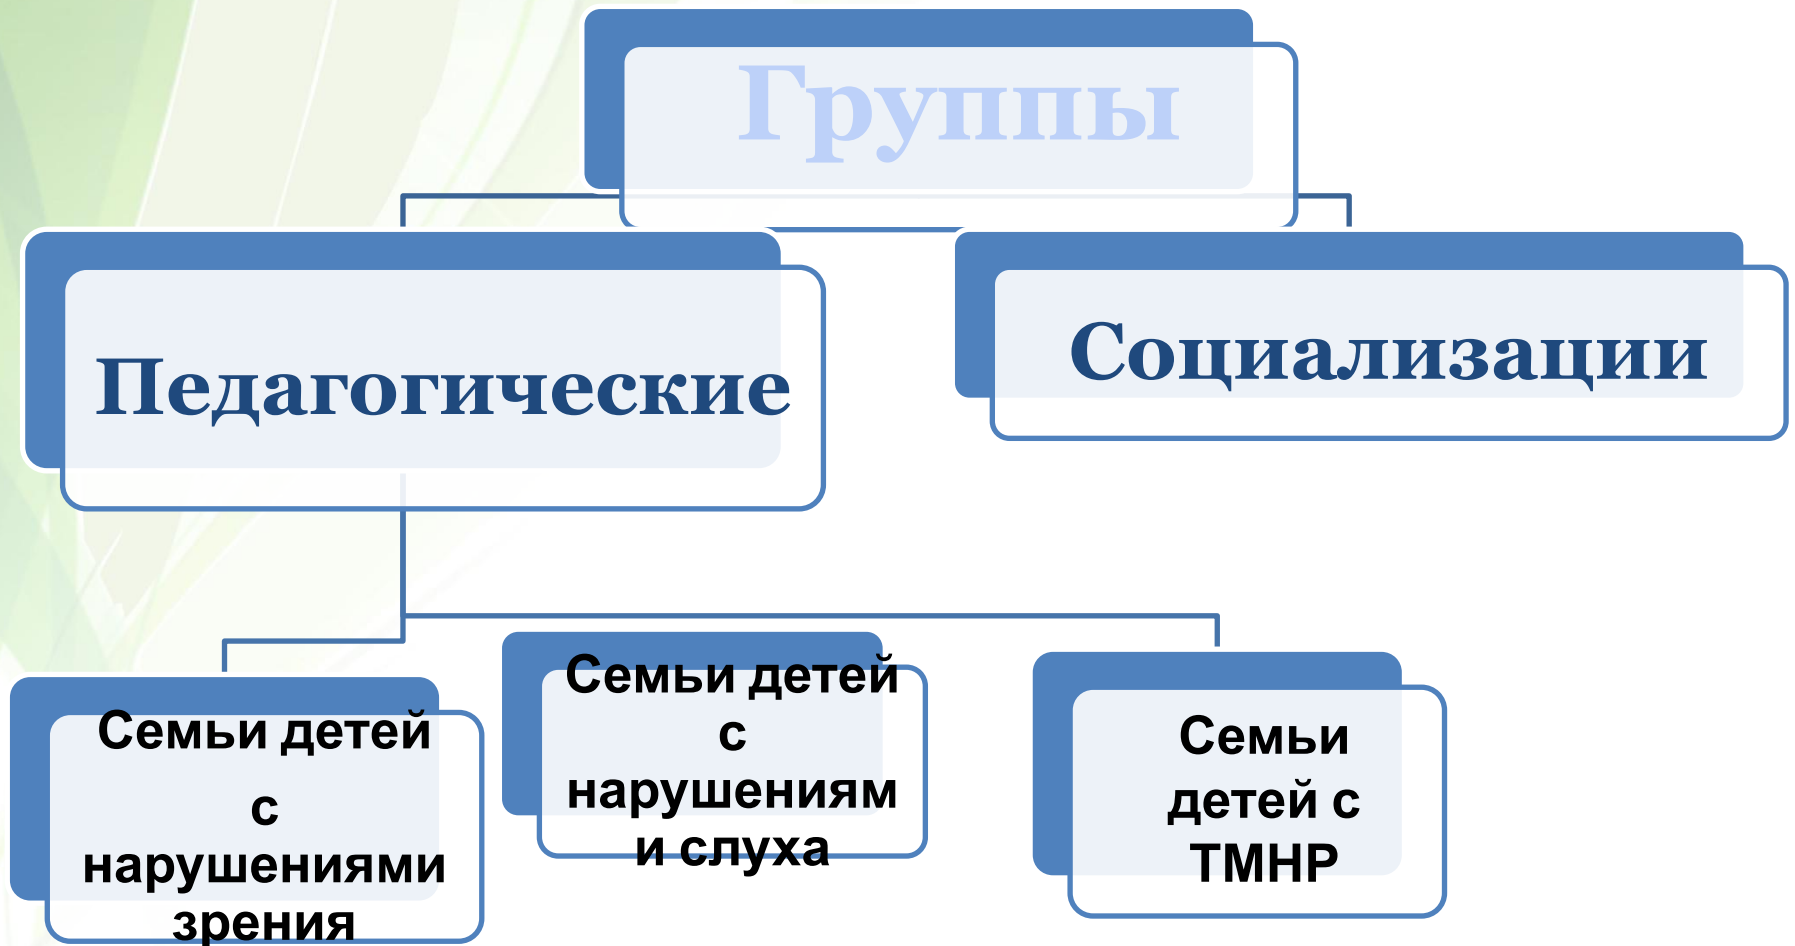 Группы
Педагогические
Социализации
Семьи детей
с
нарушениями
зрения
Семьи детей
с
нарушениям
и слуха
Семьи
детей с
ТМНР